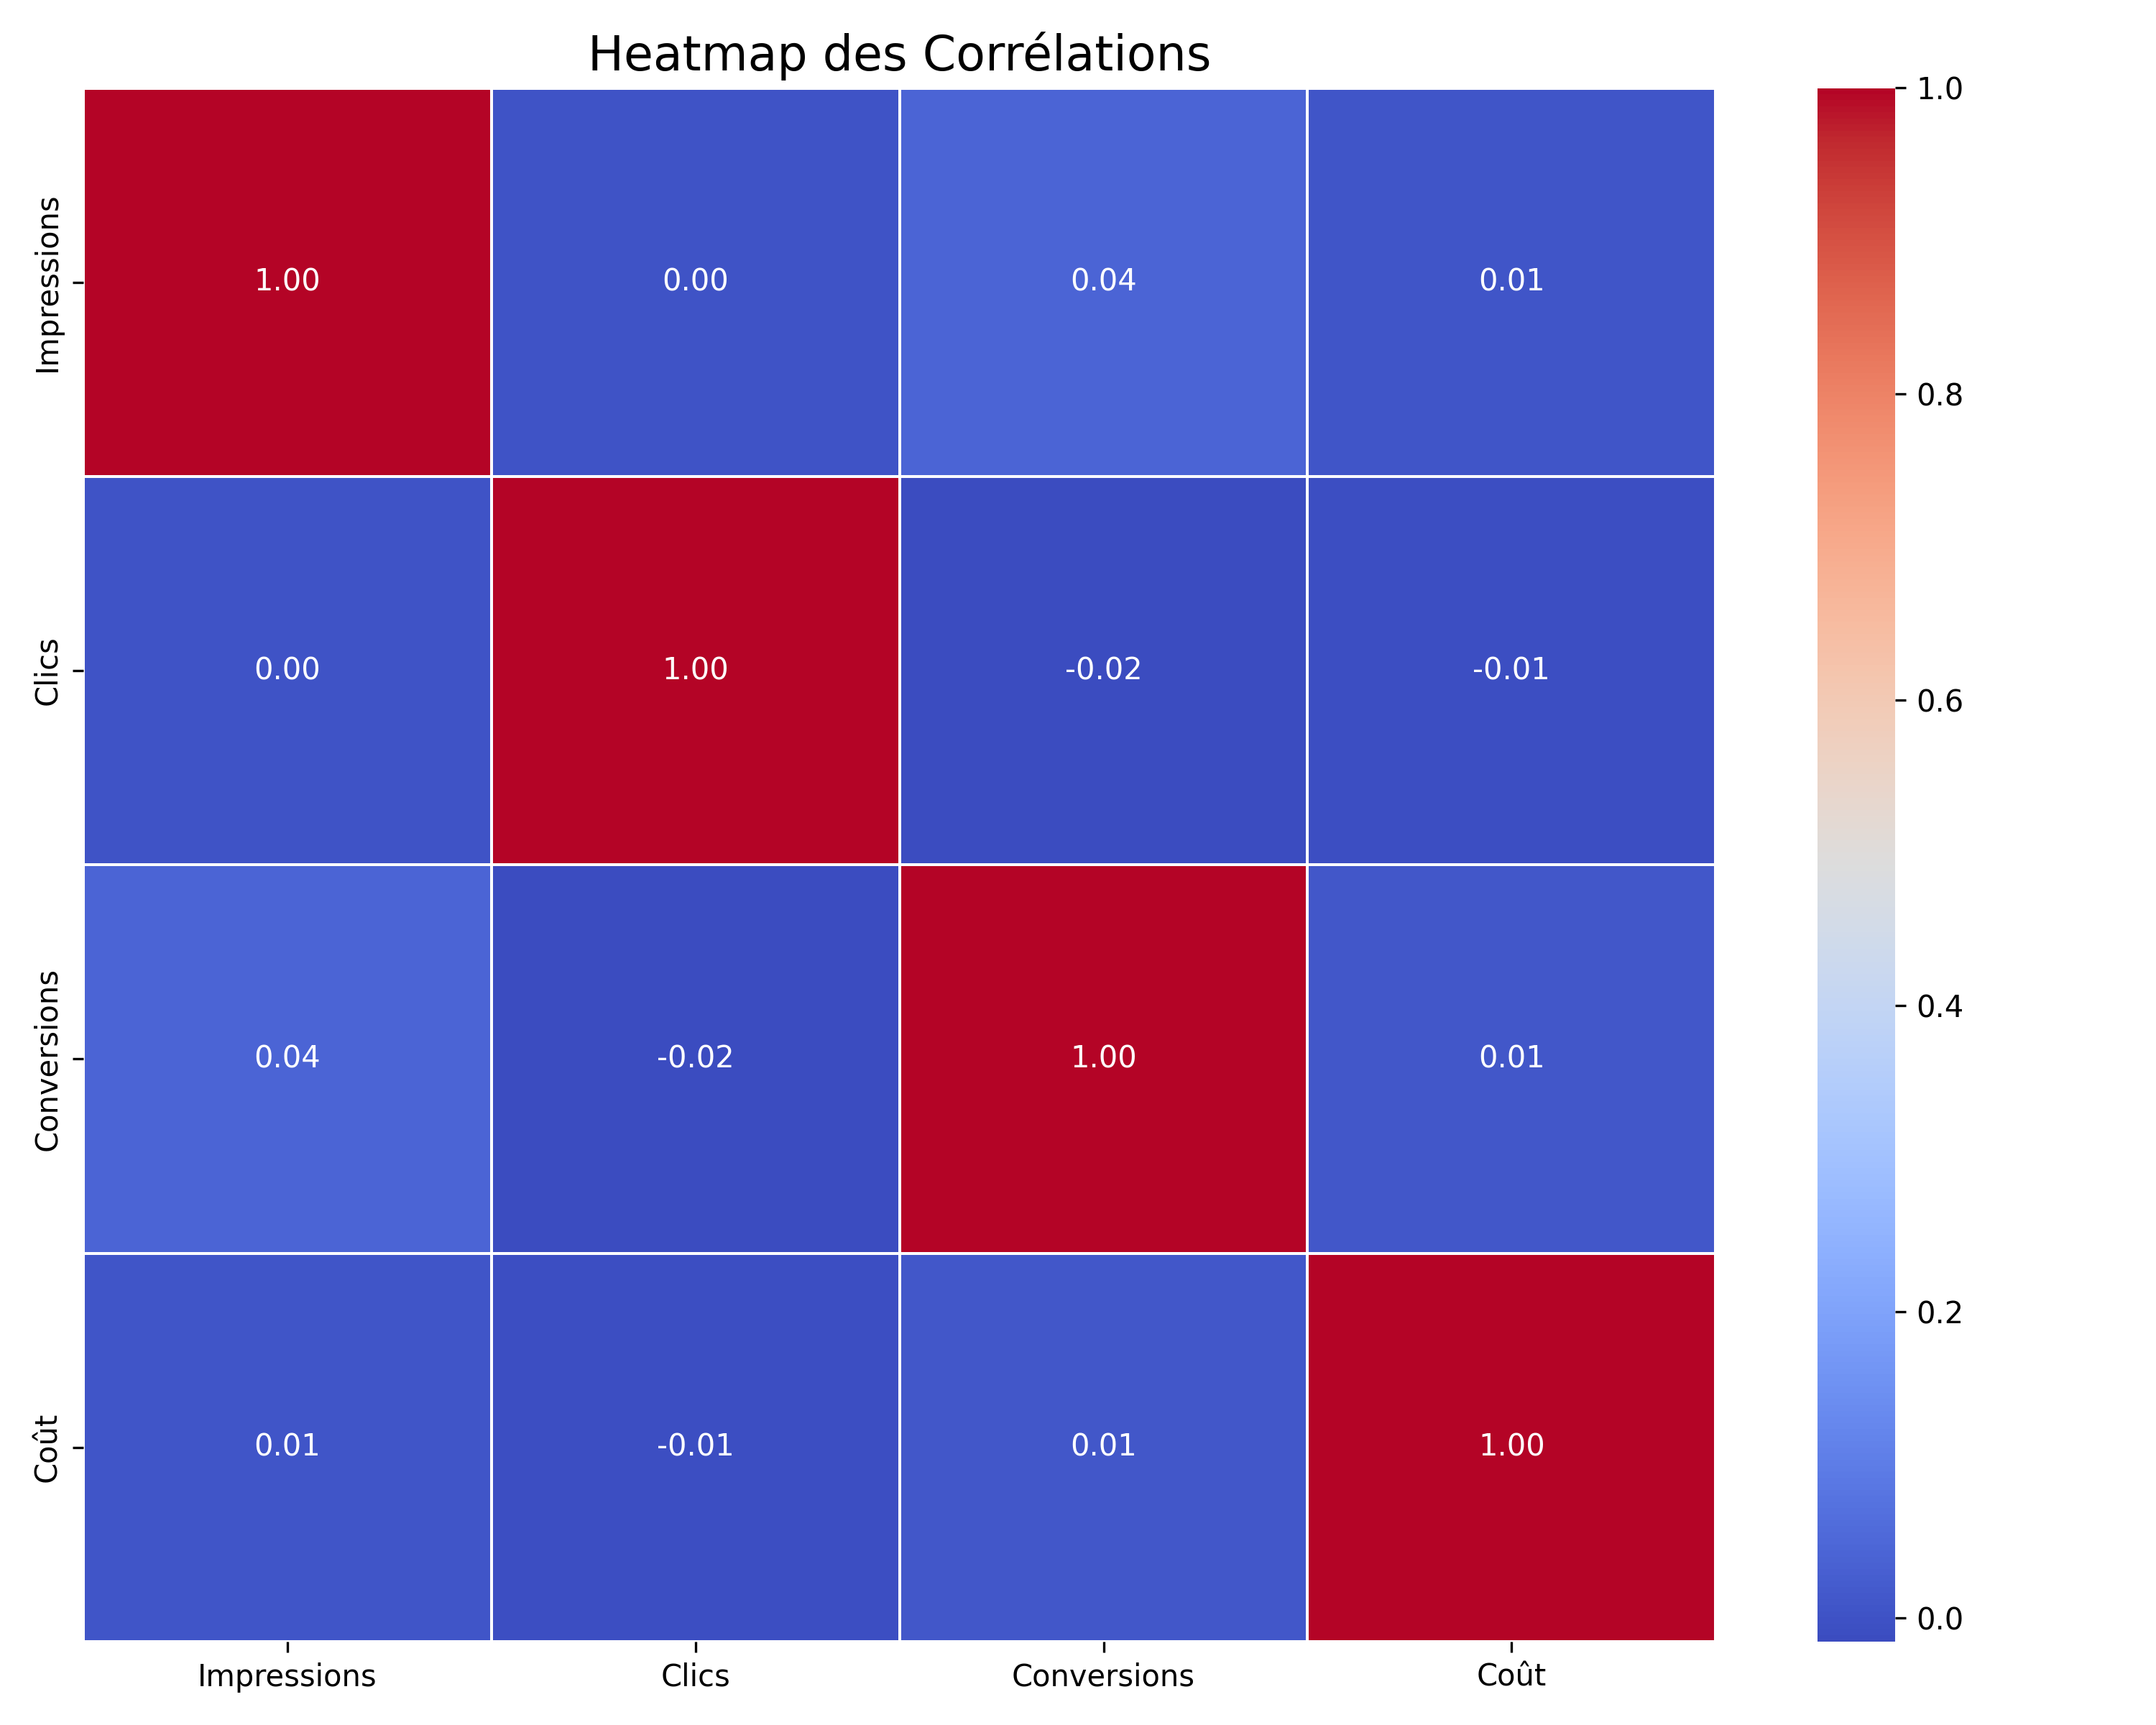 Heatmap des Corrélations
Impressions 1.00 0.00 0.04 0.01
Clics 0.00 1.00 -0.02 -0.01
Conversions 0.04 -0.02 1.00 0.01
Coût 0.01 -0.01 0.01 1.00
Impressions Clics Conversions Coût
1.0
0.8
0.6
0.4
0.2
0.0